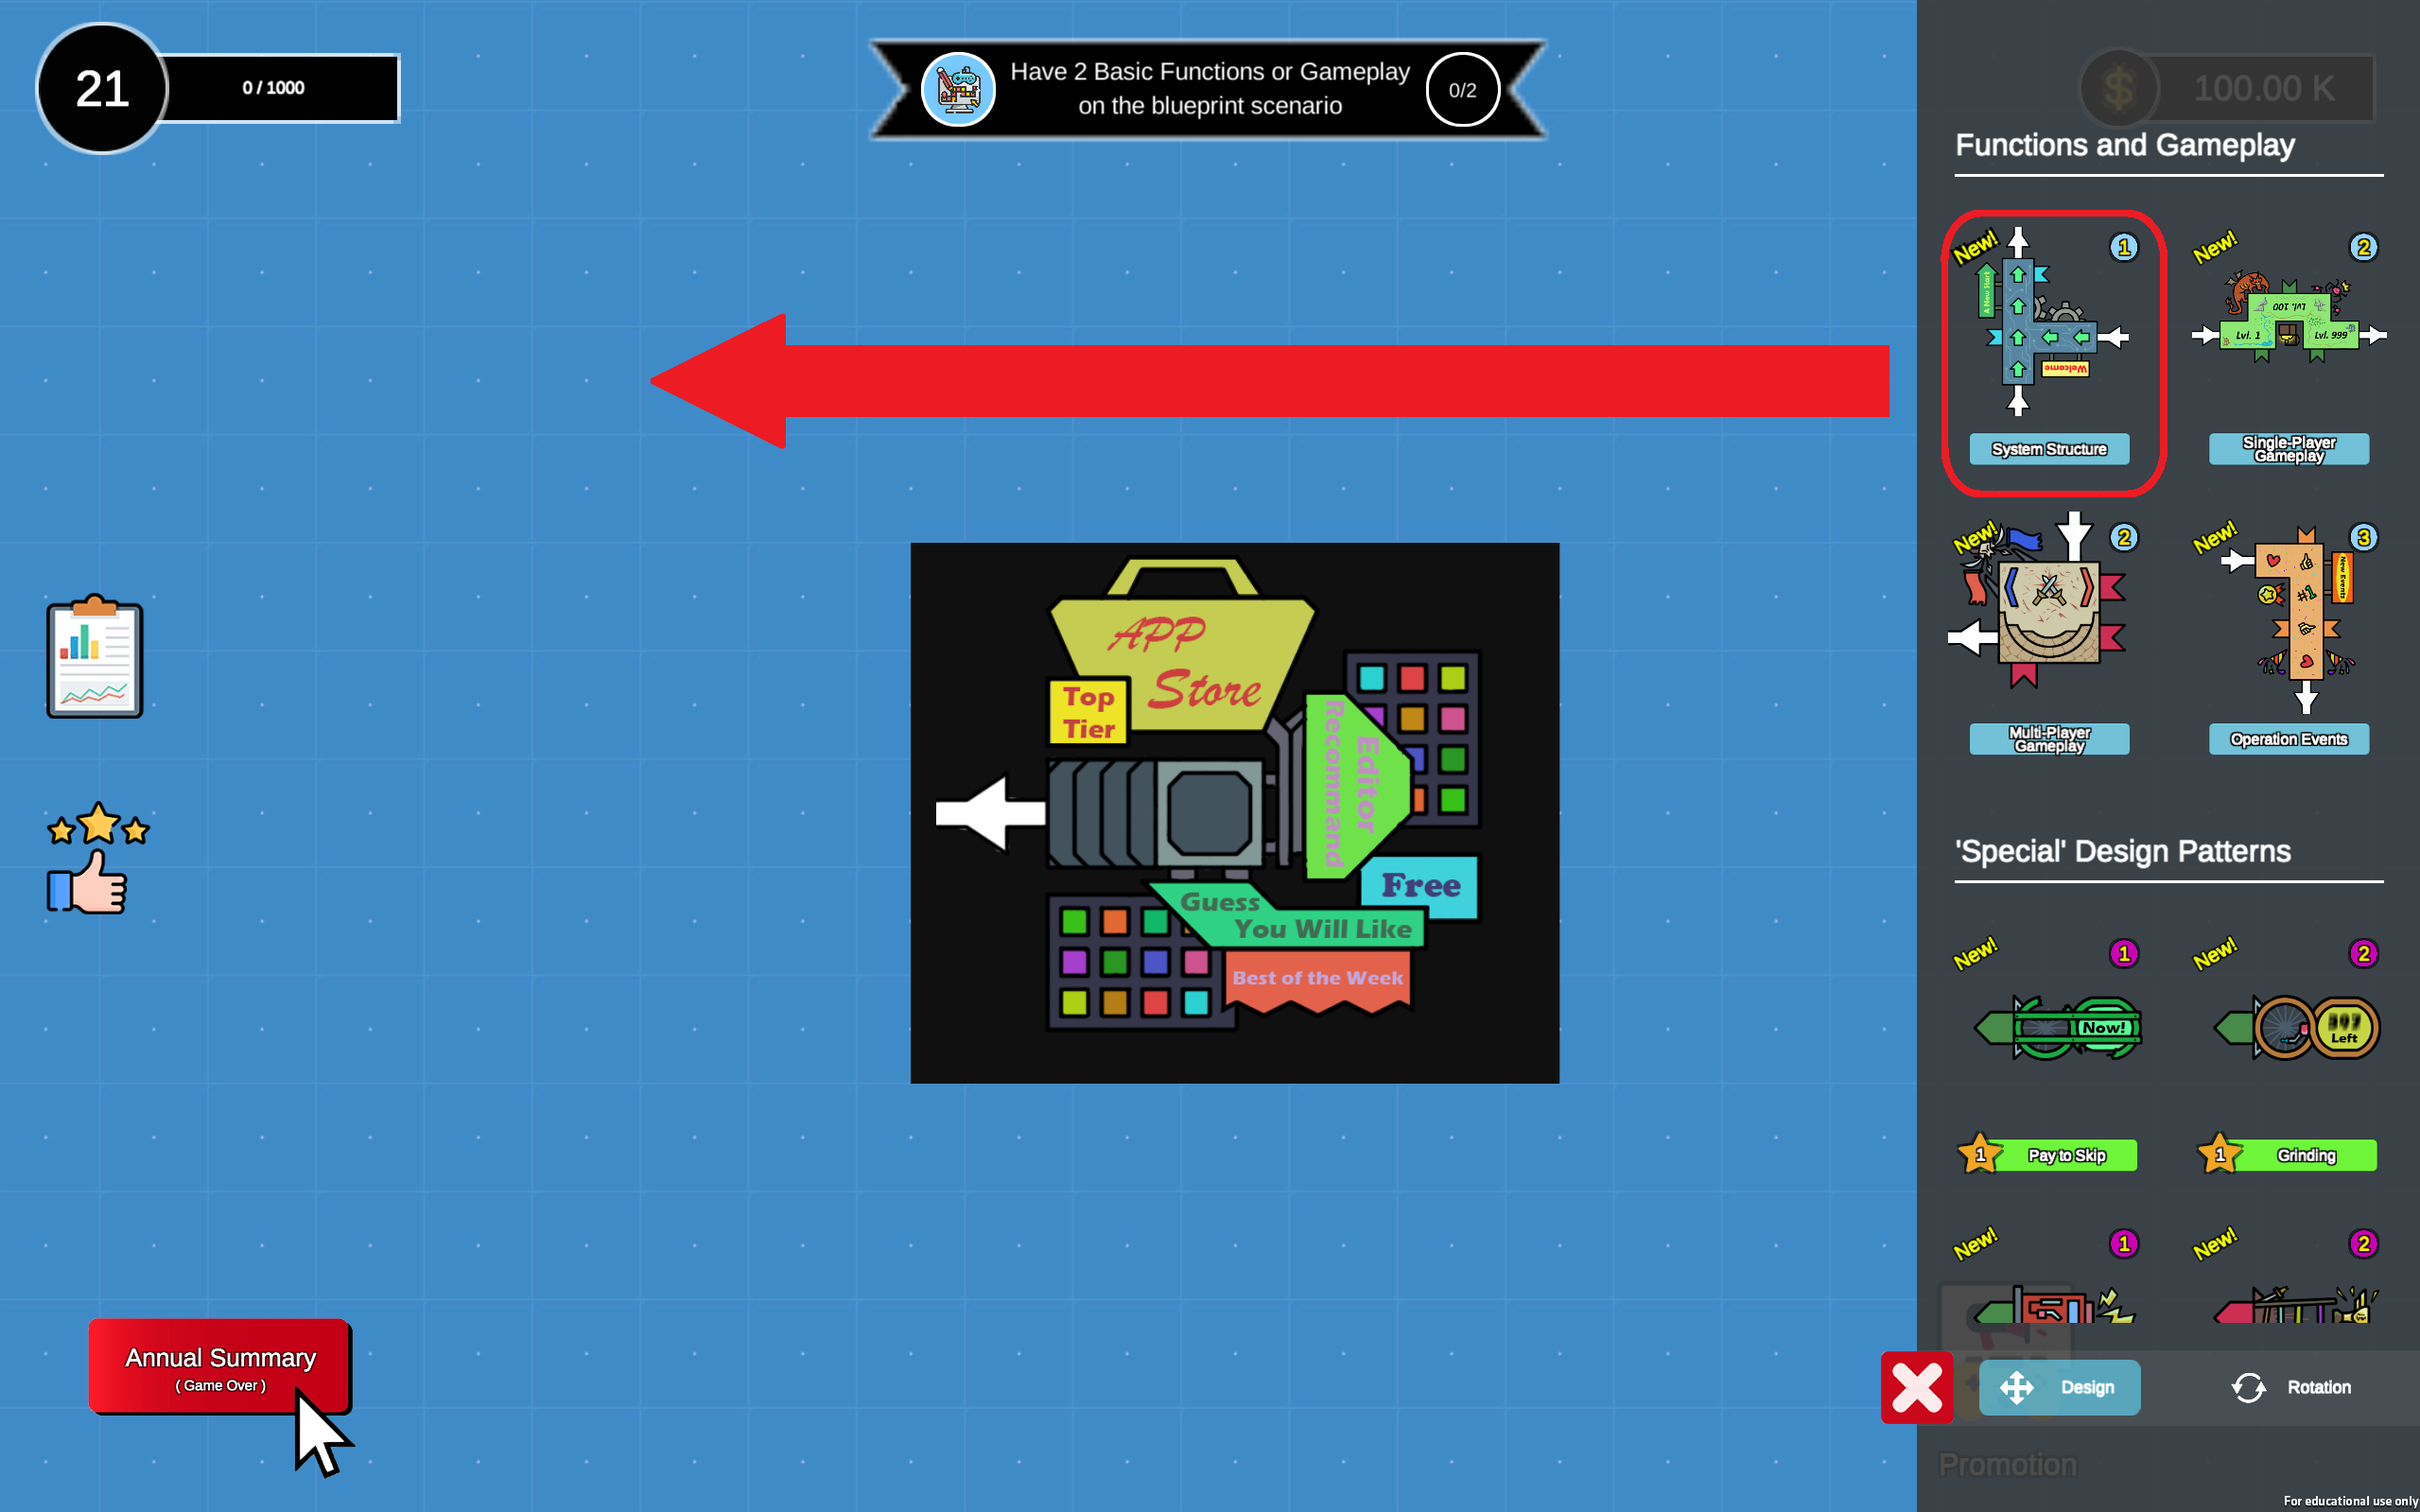 21
0 / 1000
Have 2 Basic Functions or Gameplay
on the blueprint scenario
0/2
$
100.00 K
Functions and Gameplay
New!
1
A New Start
Welcome
System Structure
New!
2
Lvl. 1
Lvl. 100
Lvl. 999
Single-Player
Gameplay
New!
2
Multi-Player
Gameplay
New!
3
New Events
#1
Operation Events
APP
Store
Top
Tier
Editor
Recommand
Free
Guess
You Will Like
Best of the Week
'Special' Design Patterns
New!
1
Now!
1
Pay to Skip
New!
2
Left
1
Grinding
New!
1
New!
2
Annual Summary
( Game Over )
Design
Rotation
Promotion
For educational use only